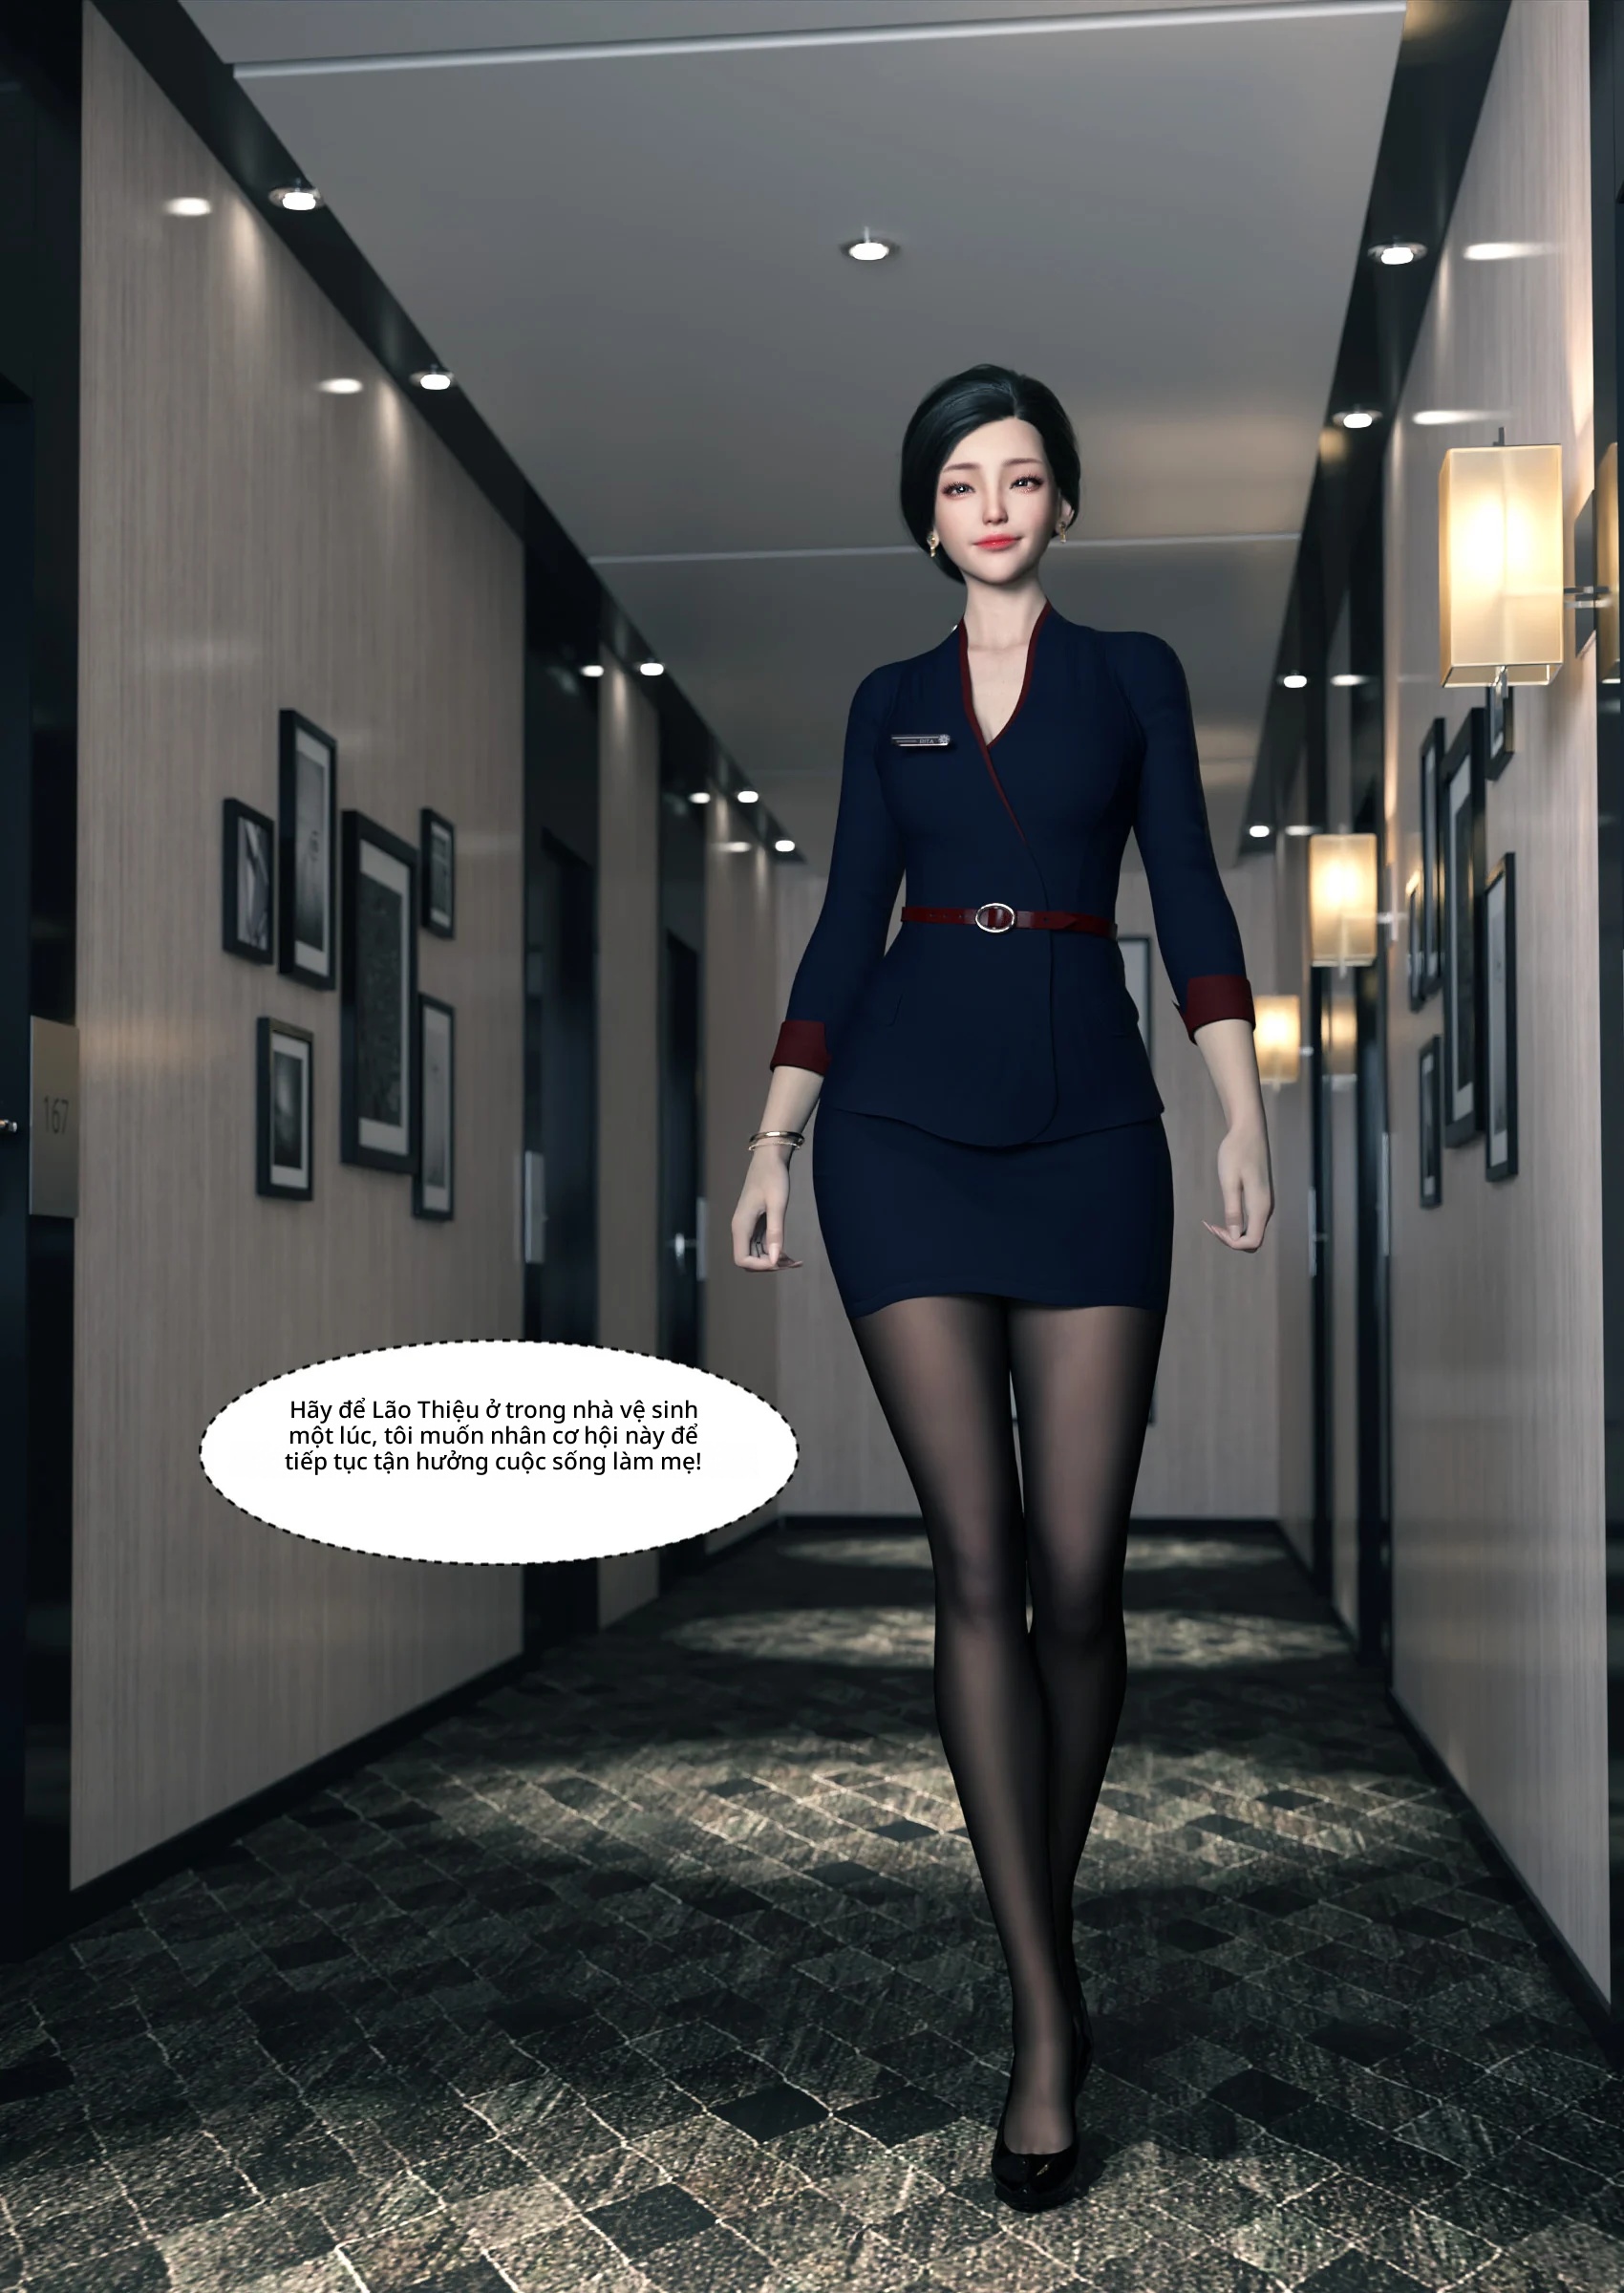 167
Hãy để Lão Thiệu ở trong nhà vệ sinh
một lúc, tôi muốn nhân cơ hội này để
tiếp tục tận hưởng cuộc sống làm mẹ!